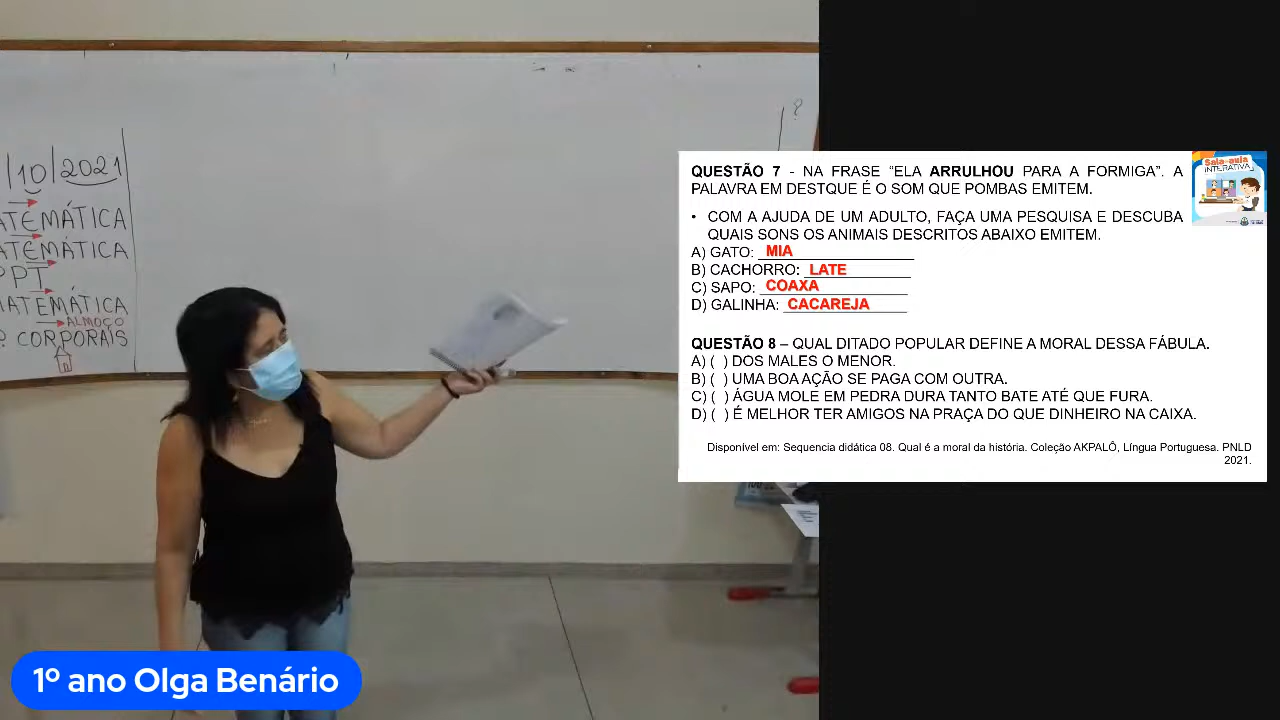 /10/2021
ATEMÁTICA
ATEMÁTICA
PPT
MATEMÁTICA
ALMOÇO
CORPORAIS
?
QUESTÃO 7 - NA FRASE “ELA ARRULHOU PARA A FORMIGA”. A
PALAVRA EM DESTQUE É O SOM QUE POMBAS EMITEM.
• COM A AJUDA DE UM ADULTO, FAÇA UMA PESQUISA E DESCUBA
QUAIS SONS OS ANIMAIS DESCRITOS ABAIXO EMITEM.
A) GATO: MIA
B) CACHORRO: LATE
C) SAPO: COAXA
D) GALINHA: CACAREJA
QUESTÃO 8 – QUAL DITADO POPULAR DEFINE A MORAL DESSA FÁBULA.
A) ( ) DOS MALES O MENOR.
B) ( ) UMA BOA AÇÃO SE PAGA COM OUTRA.
C) ( ) ÁGUA MOLE EM PEDRA DURA TANTO BATE ATÉ QUE FURA.
D) ( ) É MELHOR TER AMIGOS NA PRAÇA DO QUE DINHEIRO NA CAIXA.
Disponível em: Sequencia didática 08. Qual é a moral da história. Coleção AKPALÔ, Língua Portuguesa. PNLD
2021.
Sala de aula
INTERATIVA
1º ano Olga Benário